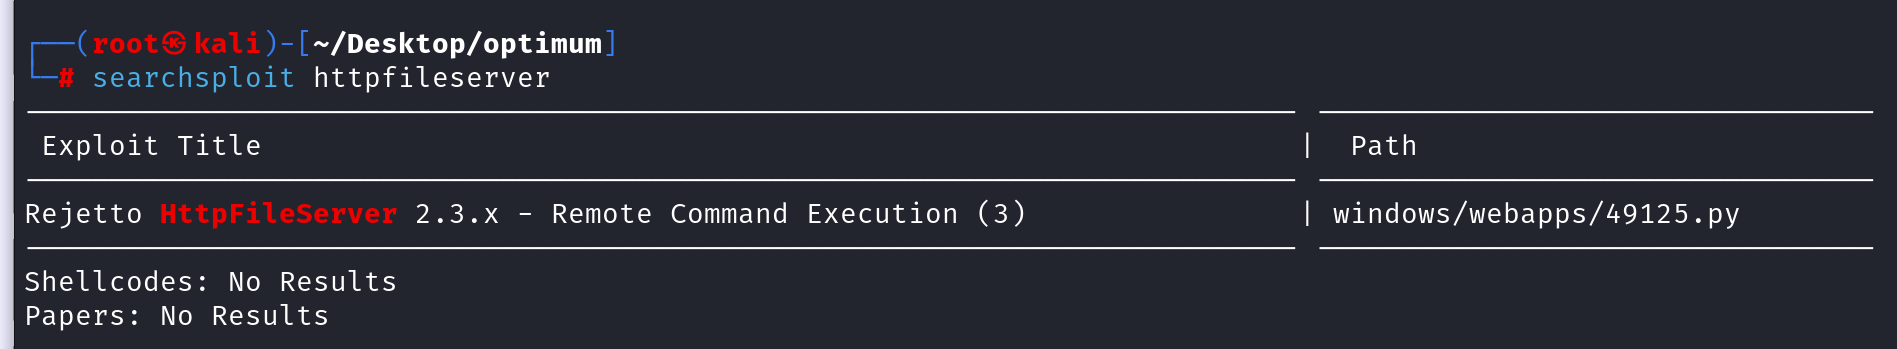 ┌──(root㉿kali)-[~/Desktop/optimum]
└─# searchsploit httpfileserver
Exploit Title | Path
Rejetto HttpFileServer 2.3.x - Remote Command Execution (3) | windows/webapps/49125.py
Shellcodes: No Results
Papers: No Results